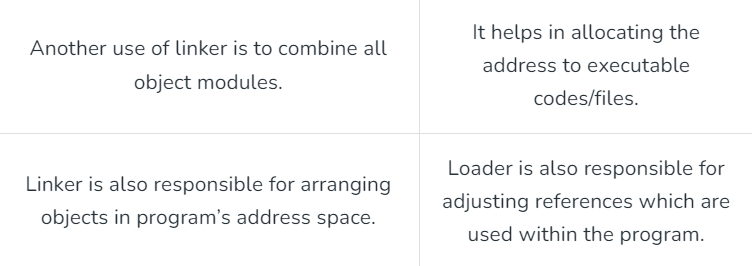 Another use of linker is to combine all
object modules.
It helps in allocating the
address to executable
codes/files.
Linker is also responsible for arranging
objects in program's address space.
Loader is also responsible for
adjusting references which are
used within the program.